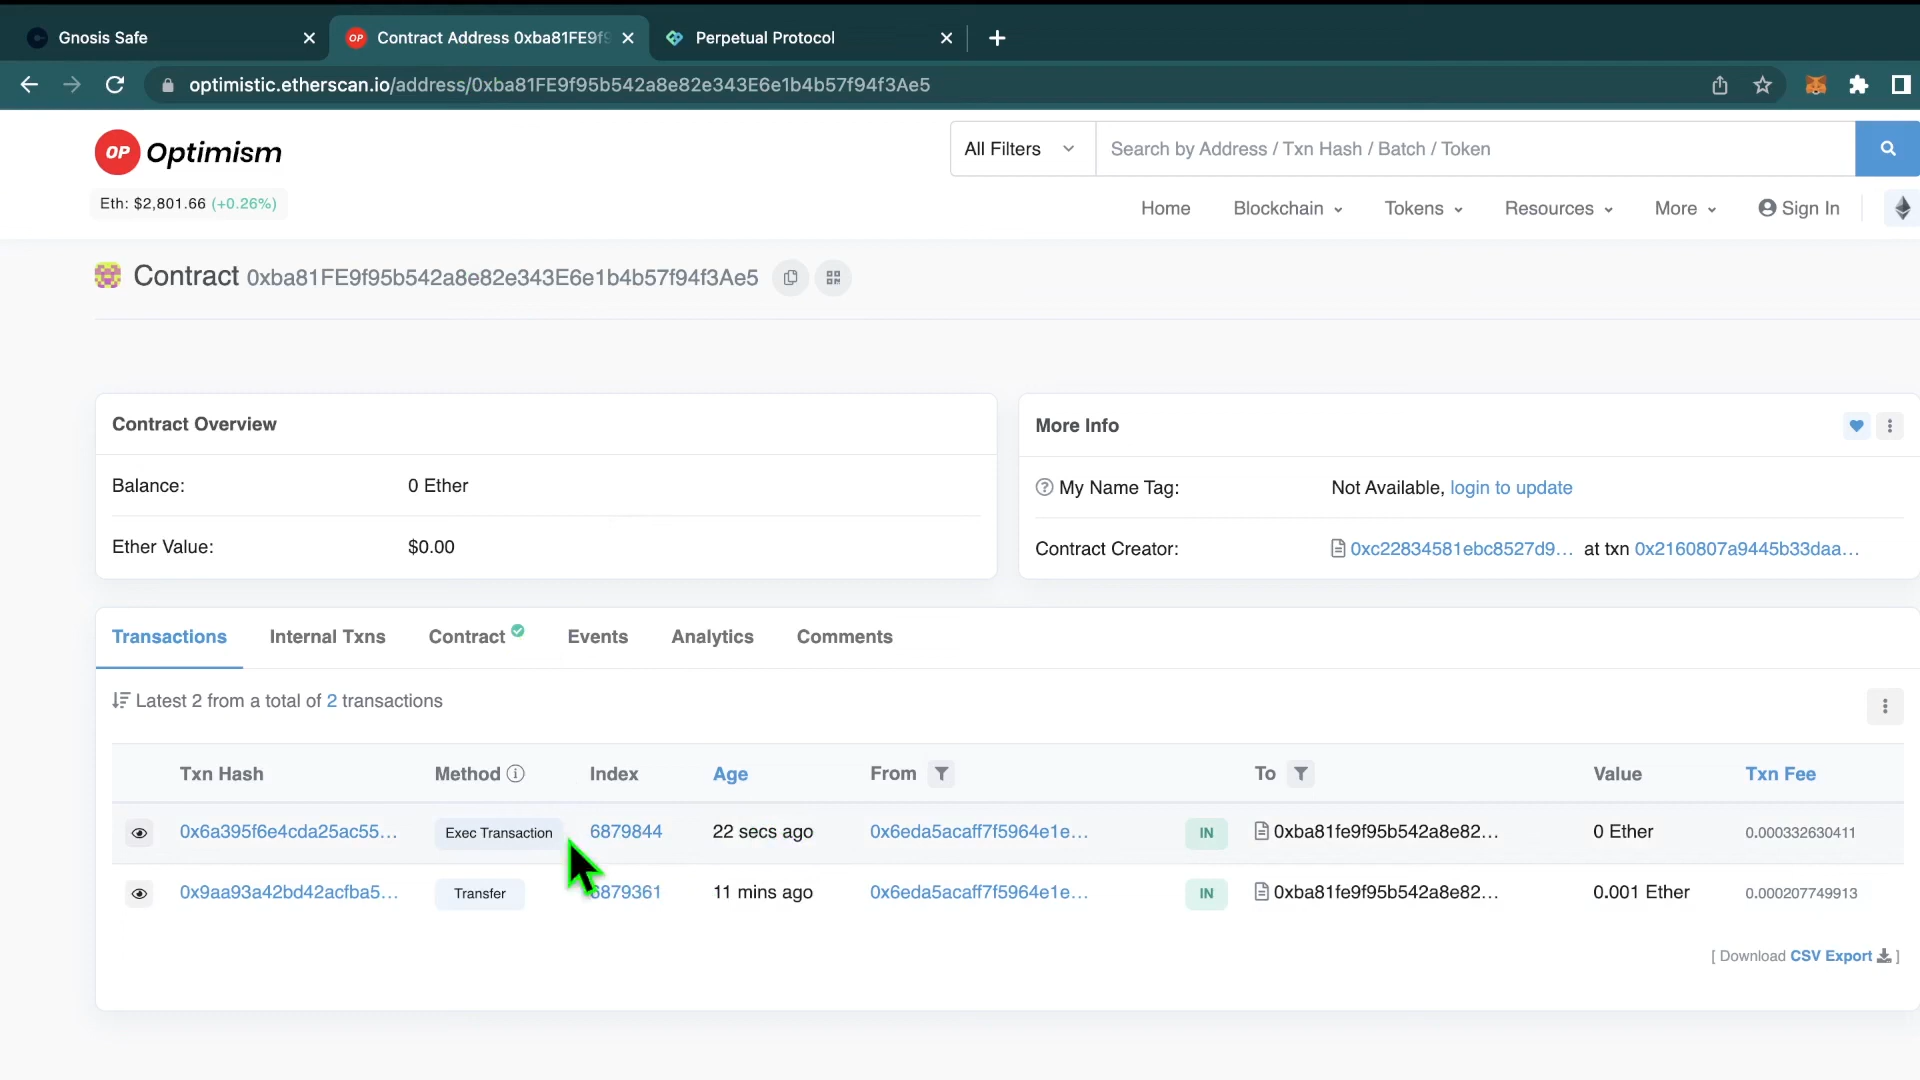 Gnosis Safe
Contract Address 0xba81FE9f9
Perpetual Protocol
optimistic.etherscan.io/address/0xba81FE9f95b542a8e82e343E6e1b4b57f94f3Ae5
OP Optimism
All Filters
Search by Address / Txn Hash / Batch / Token
Eth: $2,801.66 (+0.26%)
Home Blockchain Tokens Resources More Sign In
Contract 0xba81FE9f95b542a8e82e343E6e1b4b57f94f3Ae5
Contract Overview
Balance: 0 Ether
Ether Value: $0.00
More Info
My Name Tag: Not Available, login to update
Contract Creator: 0xc22834581ebc8527d9... at txn 0x2160807a9445b33daa...
Transactions Internal Txns Contract Events Analytics Comments
Latest 2 from a total of 2 transactions
Txn Hash Method Index Age From To Value Txn Fee
0x6a395f6e4cda25ac55... Exec Transaction 6879844 22 secs ago 0x6eda5acaff7f5964e1e... IN 0xba81fe9f95b542a8e82... 0 Ether 0.000332630411
0x9aa93a42bd42acfba5... Transfer 6879361 11 mins ago 0x6eda5acaff7f5964e1e... IN 0xba81fe9f95b542a8e82... 0.001 Ether 0.000207749913
[ Download CSV Export ]